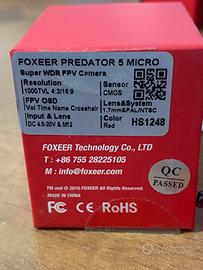 FOXEER PREDATOR 5 MICRO
Super WDR FPV Camera
Resolution
1000TVL 4:3/16:9
Sensor
CMOS
FPV OSD
Vol Time Name Crosshair
Lens&System
1.7mm&PAL/NTSC
Input & Lens
DC 4.5-20V & M12
Color
HS1248
FOXEER Technology Co., LTD
T : + 86 755 28225105
M : info@foxeer.com
QC
PASSED
TM and © 2016 FOXEER All Rights Reserved.
MADE IN CHINA
FC CE RoHS
subito